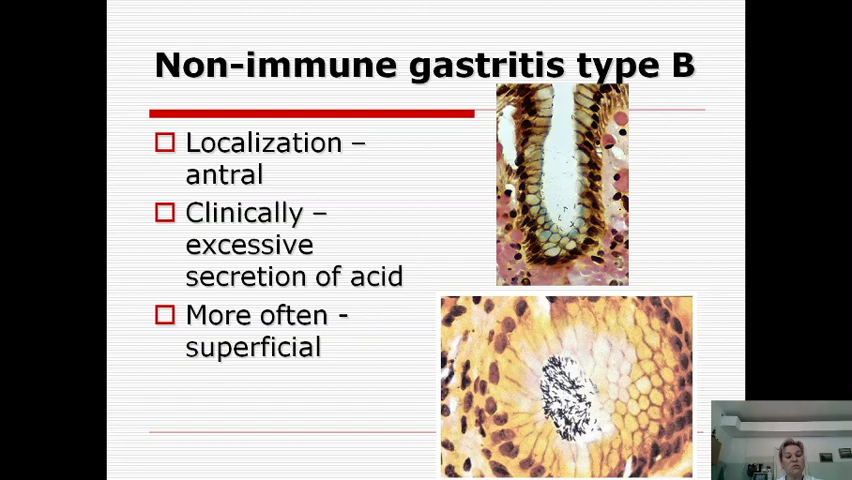 Non-immune gastritis type B
Localization –
antral
Clinically –
excessive
secretion of acid
More often -
superficial